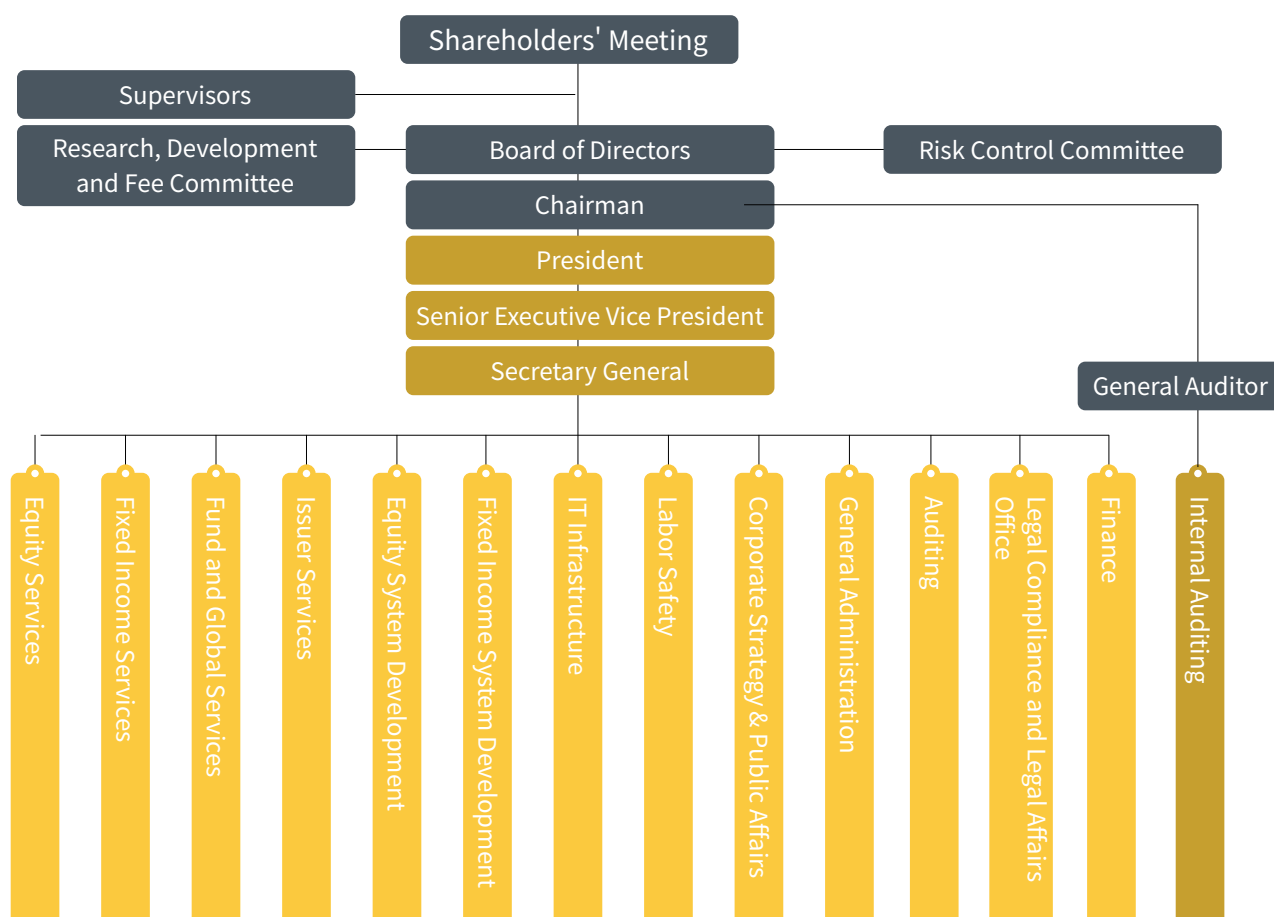 Shareholders' Meeting
Supervisors
Research, Development
and Fee Committee
Board of Directors
Risk Control Committee
Chairman
President
Senior Executive Vice President
Secretary General
General Auditor
Equity Services
Fixed Income Services
Fund and Global Services
Issuer Services
Equity System Development
Fixed Income System Development
IT Infrastructure
Labor Safety
Corporate Strategy & Public Affairs
General Administration
Auditing
Legal Compliance and Legal Affairs
Office
Finance
Internal Auditing